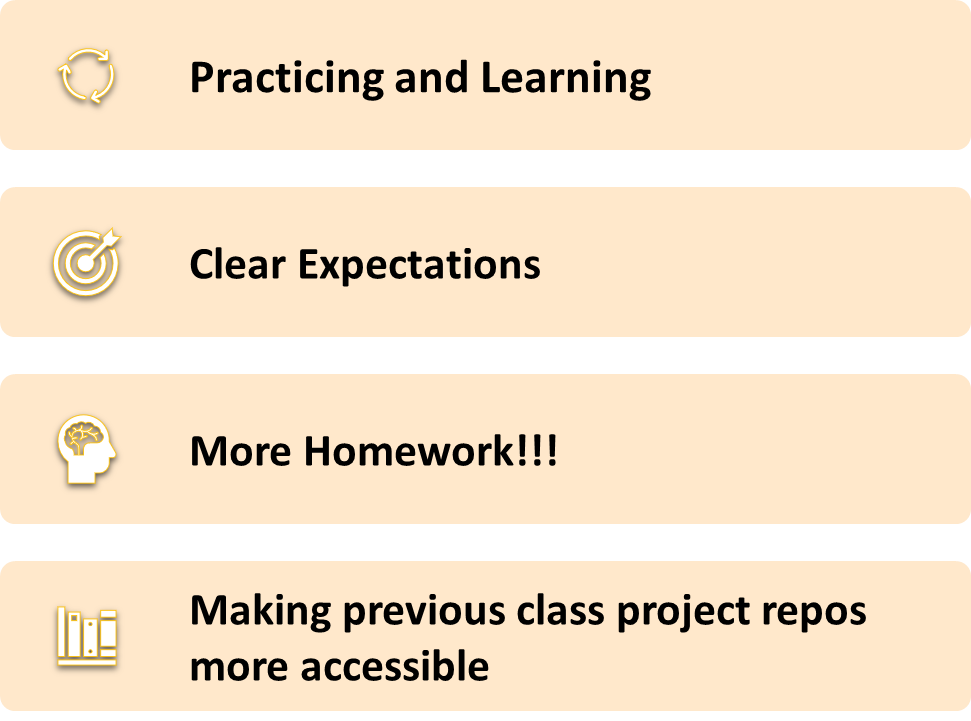 Practicing and Learning
Clear Expectations
More Homework!!!
Making previous class project repos
more accessible